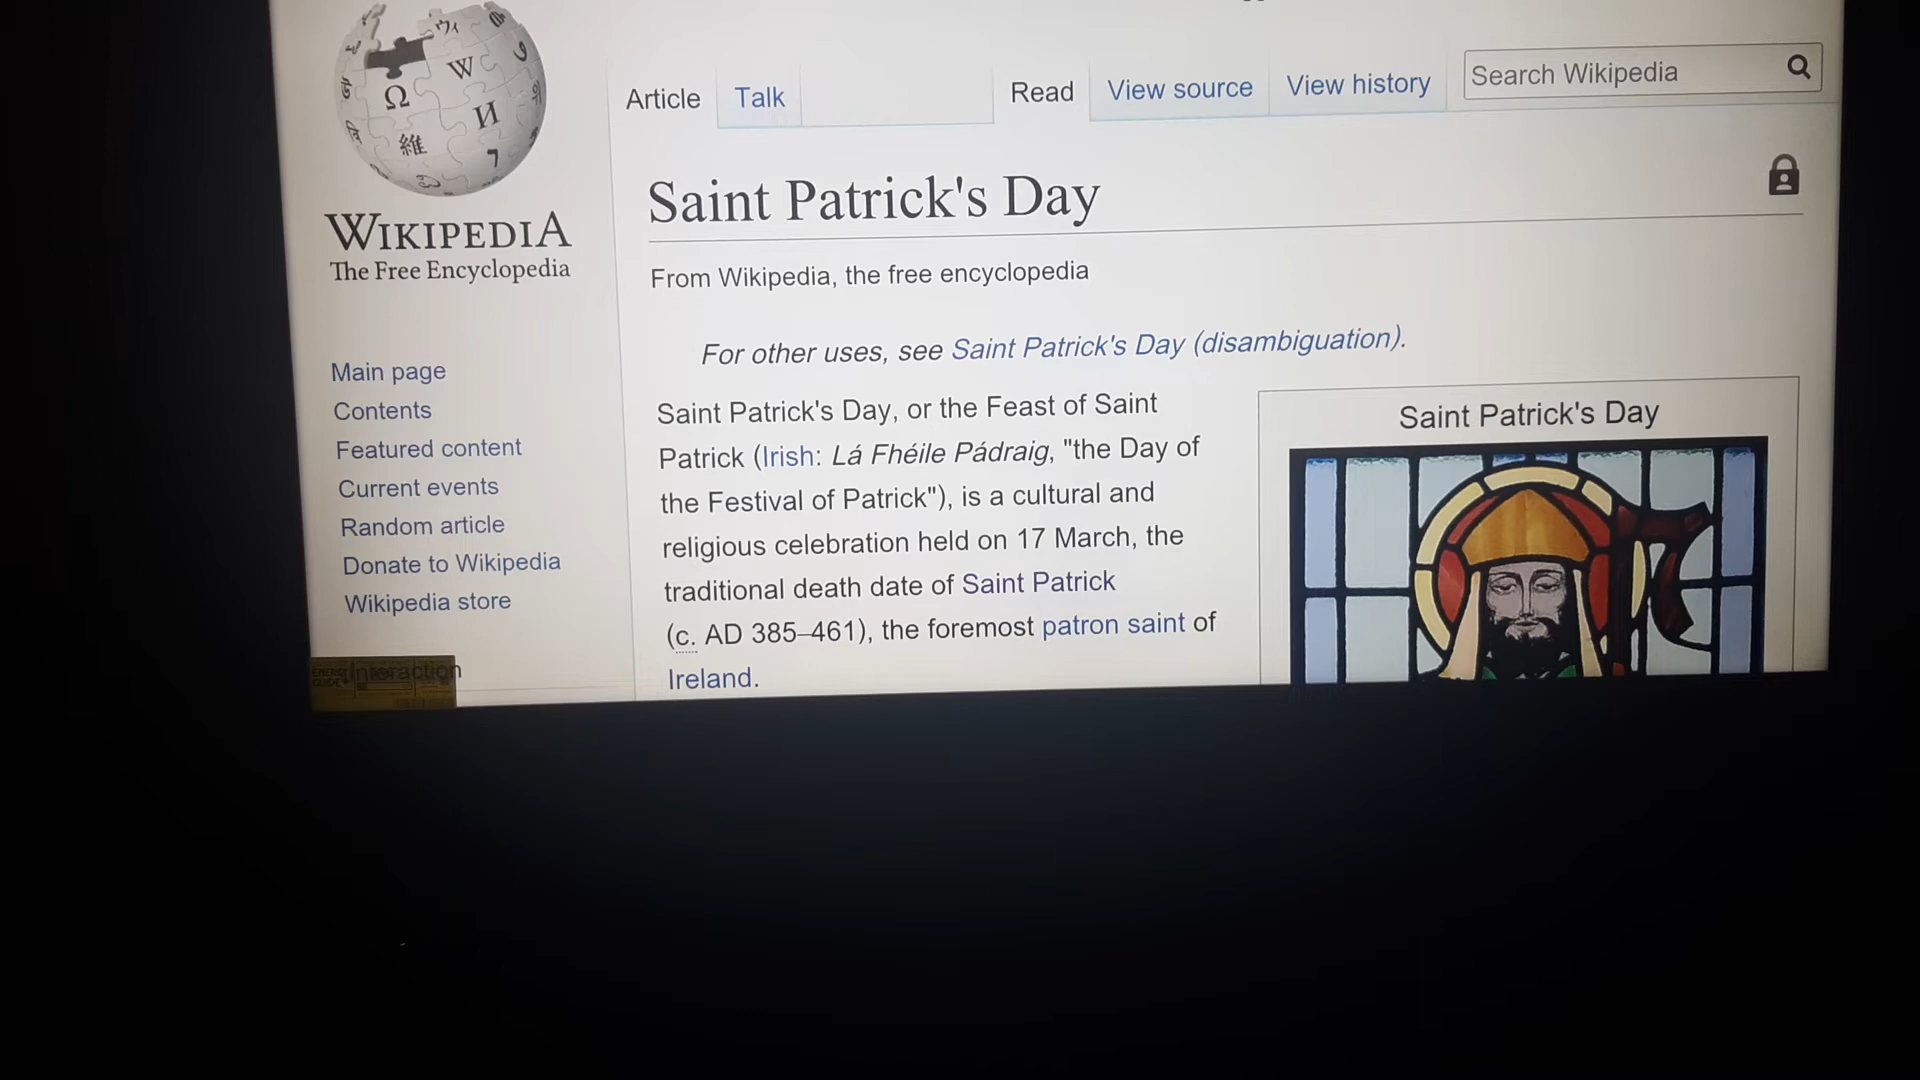 WIKIPEDIA
The Free Encyclopedia
Article Talk Read View source View history Search Wikipedia
Saint Patrick's Day
From Wikipedia, the free encyclopedia
For other uses, see Saint Patrick's Day (disambiguation).
Main page
Contents
Featured content
Current events
Random article
Donate to Wikipedia
Wikipedia store
Interaction
ENERGY
GUIDE
Saint Patrick's Day, or the Feast of Saint
Patrick (Irish: Lá Fhéile Pádraig, "the Day of
the Festival of Patrick"), is a cultural and
religious celebration held on 17 March, the
traditional death date of Saint Patrick
(c. AD 385–461), the foremost patron saint of
Ireland.
Saint Patrick's Day